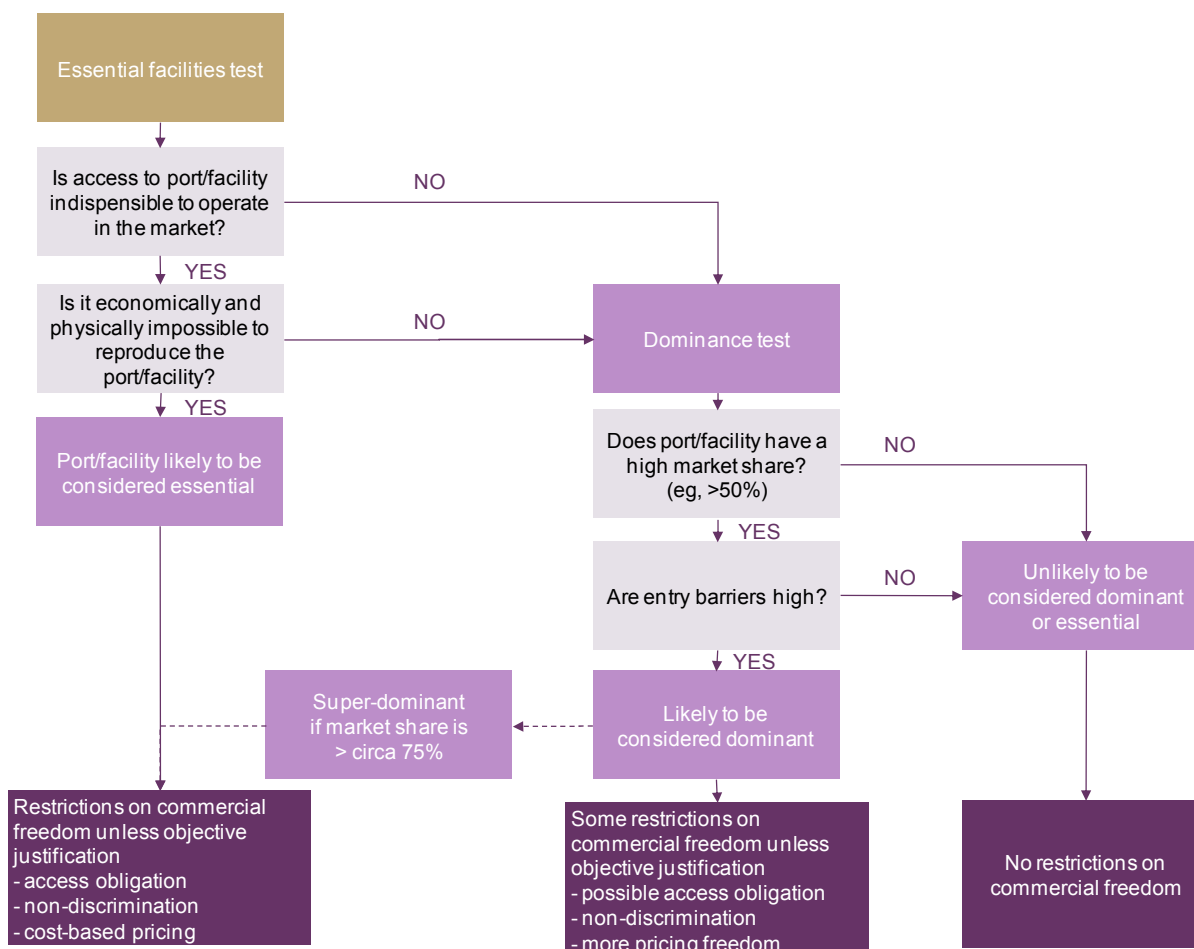 Essential facilities test
Is access to port/facility
indispensible to operate
in the market?
NO
YES
Is it economically and
physically impossible to
reproduce the
port/facility?
NO
Dominance test
YES
Port/facility likely to be
considered essential
Does port/facility have a
high market share?
(eg, >50%)
NO
YES
Are entry barriers high?
NO
Unlikely to be
considered dominant
or essential
YES
Super-dominant
if market share is
> circa 75%
Likely to be
considered dominant
Restrictions on commercial
freedom unless objective
justification
- access obligation
- non-discrimination
- cost-based pricing
Some restrictions on
commercial freedom unless
objective justification
- possible access obligation
- non-discrimination
- more pricing freedom
No restrictions on
commercial freedom